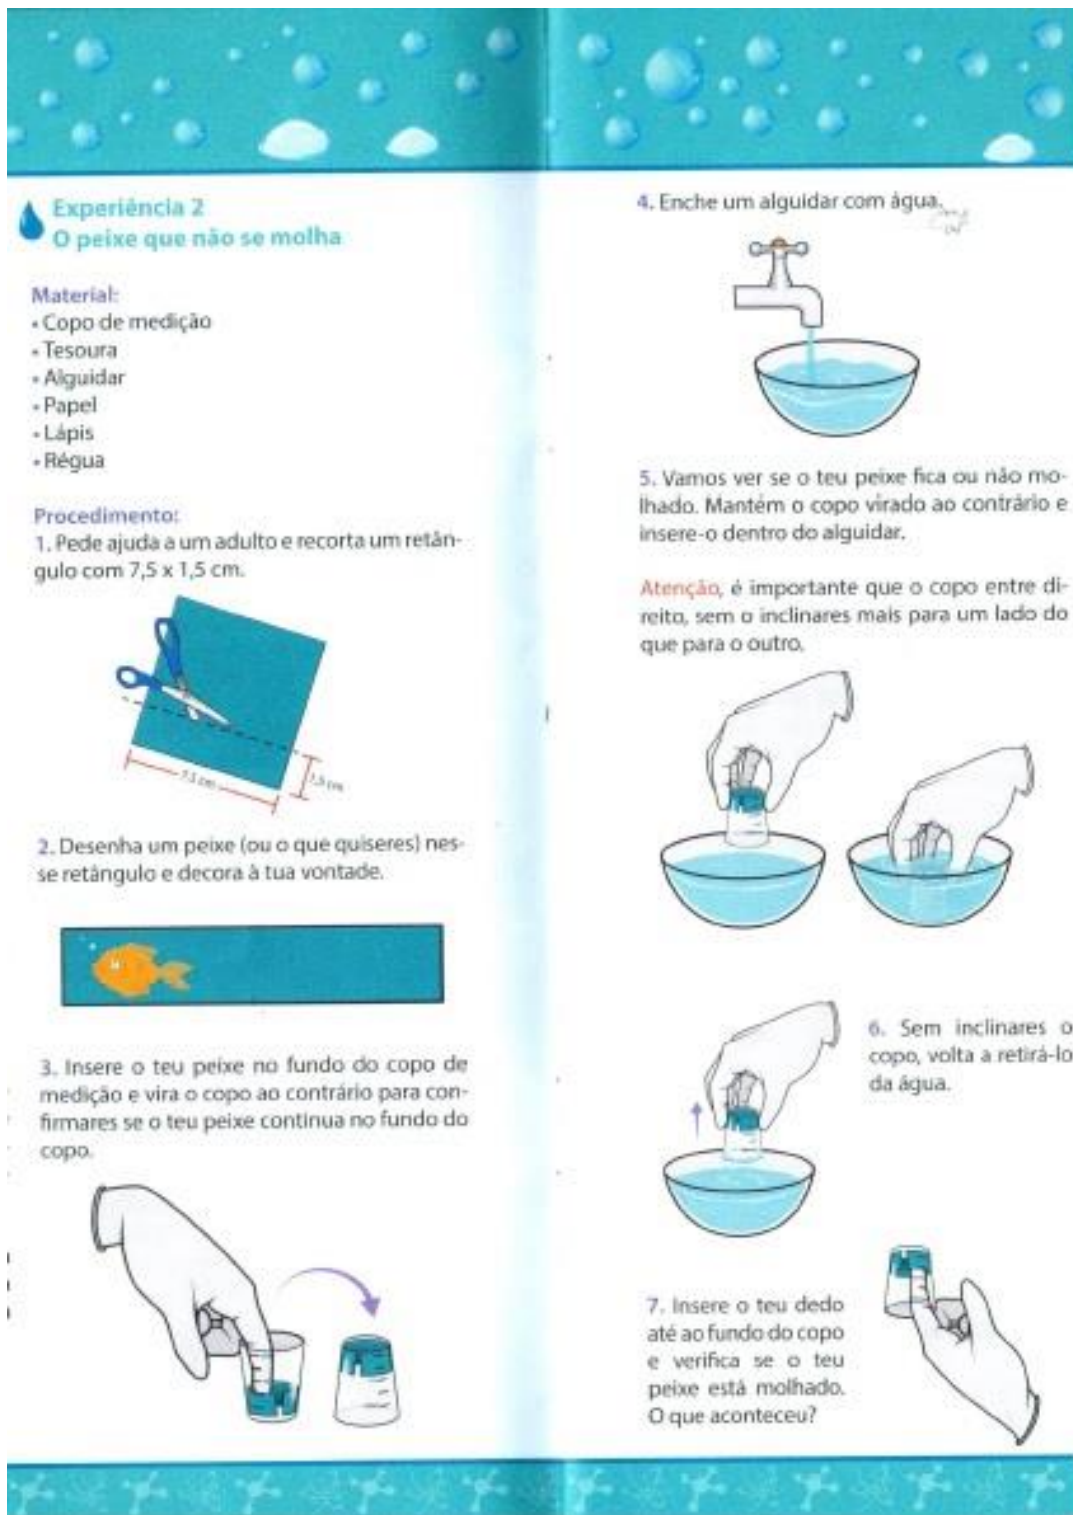 Experiência 2
O peixe que não se molha
Material:
• Copo de medição
• Tesoura
• Alguidar
• Papel
• Lápis
• Régua
Procedimento:
1. Pede ajuda a um adulto e recorta um retân-
gulo com 7,5 x 1,5 cm.
7,5 cm
1,5 cm
2. Desenha um peixe (ou o que quiseres) nes-
se retângulo e decora à tua vontade.
3. Insere o teu peixe no fundo do copo de
medição e vira o copo ao contrário para con-
firmares se o teu peixe continua no fundo do
copo.
4. Enche um alguidar com água.
5. Vamos ver se o teu peixe fica ou não mo-
lhado. Mantém o copo virado ao contrário e
insere-o dentro do alguidar.
Atenção, é importante que o copo entre di-
reito, sem o inclinares mais para um lado do
que para o outro.
6. Sem inclinares o
copo, volta a retirá-lo
da água.
7. Insere o teu dedo
até ao fundo do copo
e verifica se o teu
peixe está molhado.
O que aconteceu?